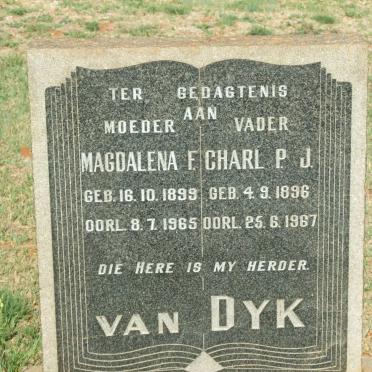 TER GEDAGTENIS
AAN
MOEDER VADER
MAGDALENA F. CHARL P J.
GEB. 16. 10. 1899 GEB. 4. 9. 1896
OORL. 8. 7. 1965 OORL. 25. 6. 1967
DIE HERE IS MY HERDER.
VAN DYK